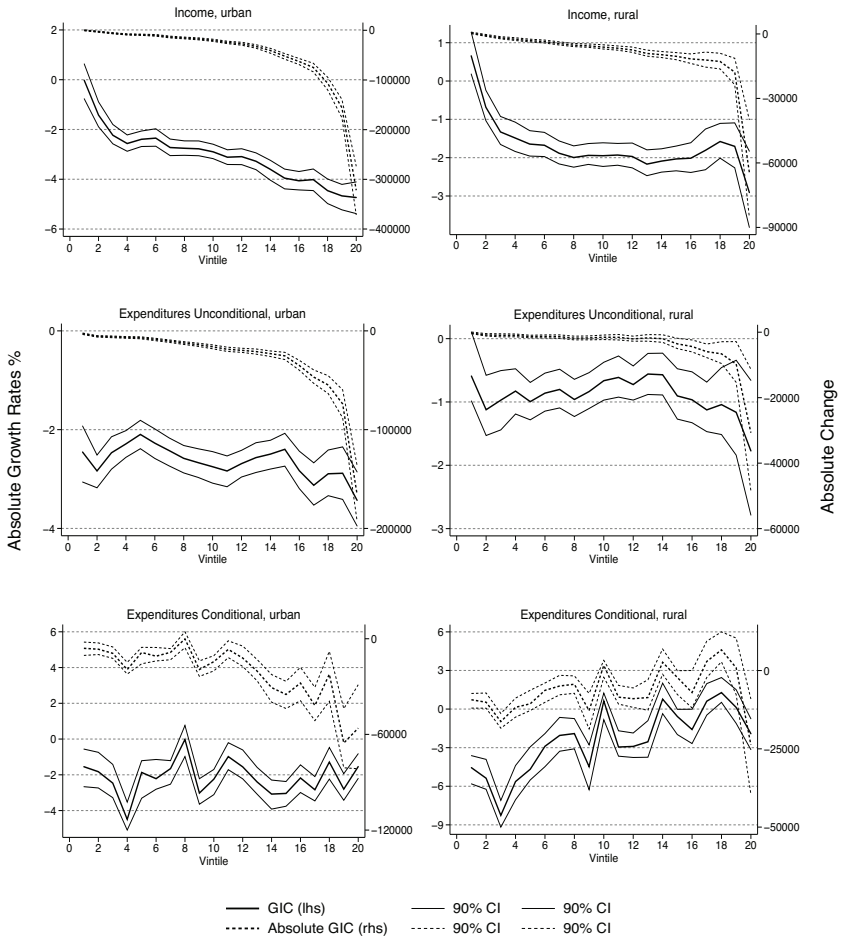 Income, urban
2
0
−2
−4
−6
0
−100000
−200000
−300000
−400000
0 2 4 6 8 10 12 14 16 18 20
Vintile
Income, rural
1
0
−1
−2
−3
0
−30000
−60000
−90000
0 2 4 6 8 10 12 14 16 18 20
Vintile
Absolute Growth Rates %
Expenditures Unconditional, urban
0
−2
−4
0
−100000
−200000
0 2 4 6 8 10 12 14 16 18 20
Vintile
Expenditures Unconditional, rural
0
−1
−2
−3
0
−20000
−40000
−60000
0 2 4 6 8 10 12 14 16 18 20
Vintile
Absolute Change
Expenditures Conditional, urban
6
4
2
0
−2
−4
0
−60000
−120000
0 2 4 6 8 10 12 14 16 18 20
Vintile
Expenditures Conditional, rural
6
3
0
−3
−6
−9
0
−25000
−50000
0 2 4 6 8 10 12 14 16 18 20
Vintile
GIC (lhs) 90% CI 90% CI
Absolute GIC (rhs) 90% CI 90% CI